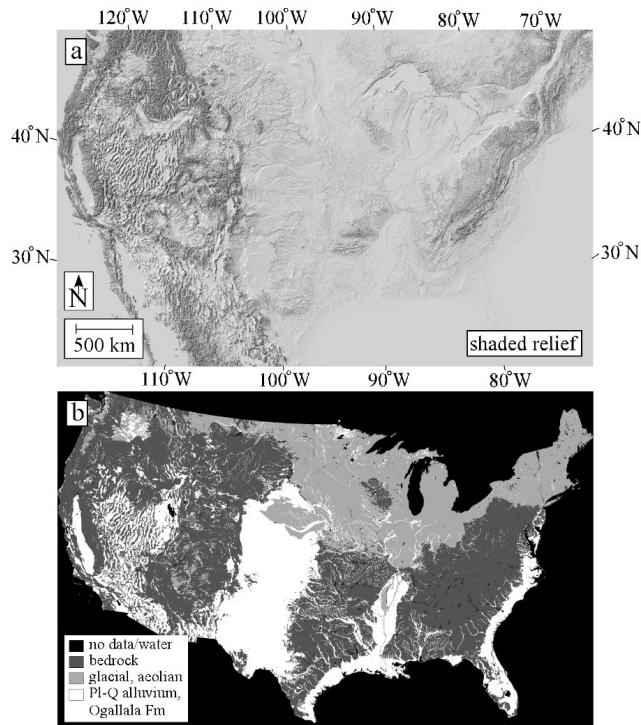 120°W 110°W 100°W 90°W 80°W 70°W
a
40°N 40°N
30°N 30°N
N
500 km
shaded relief
110°W 100°W 90°W 80°W
b
no data/water
bedrock
glacial, aeolian
Pl-Q alluvium,
Ogallala Fm